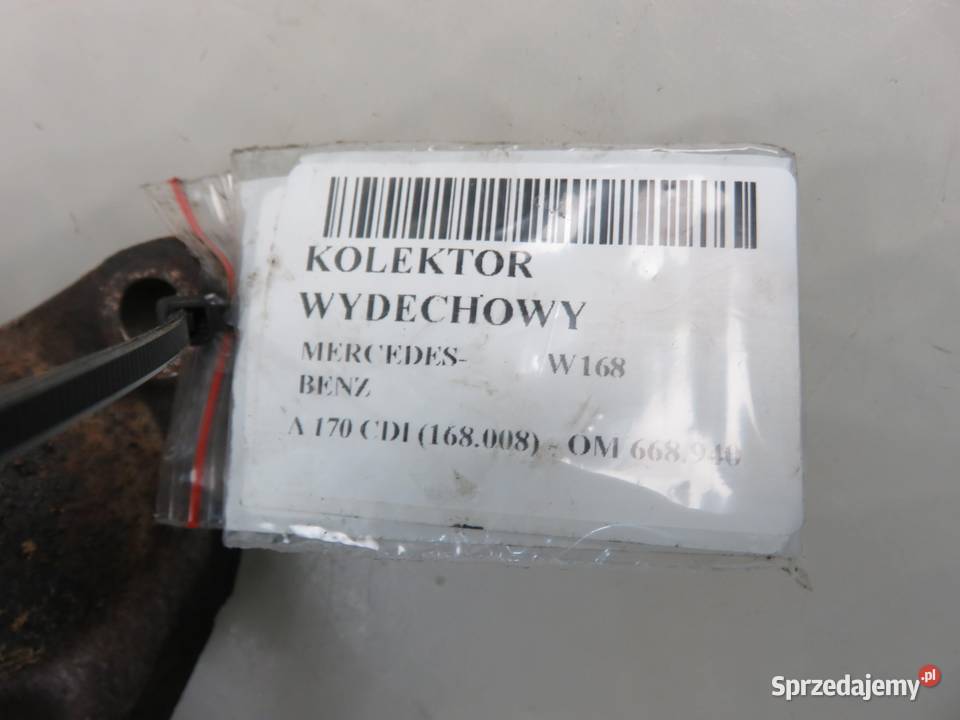 KOLEKTOR
WYDECHOWY
MERCEDES-
BENZ
W168
A 170 CDI (168.008) - OM 668.940
Sprzedajemy.pl